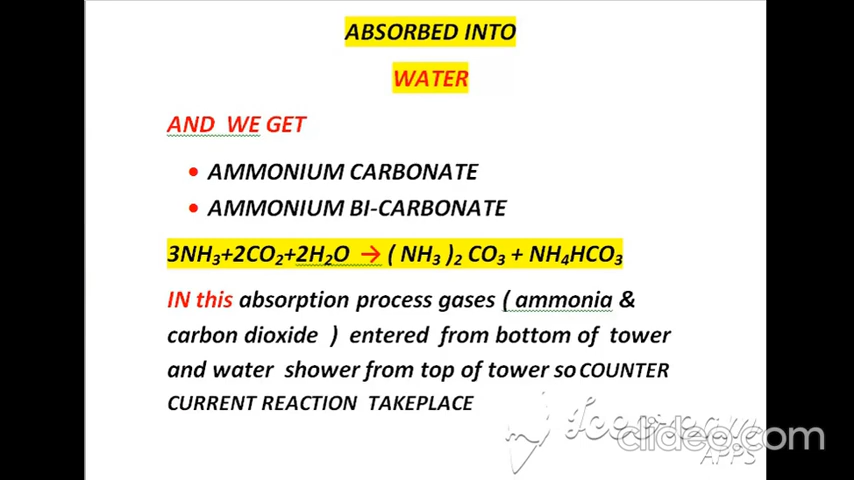 ABSORBED INTO
WATER
AND WE GET
• AMMONIUM CARBONATE
• AMMONIUM BI-CARBONATE
3NH₃+2CO₂+2H₂O → ( NH₃ )₂ CO₃ + NH₄HCO₃
IN this absorption process gases ( ammonia &
carbon dioxide ) entered from bottom of tower
and water shower from top of tower so COUNTER
CURRENT REACTION TAKEPLACE
clideo.com
APPS